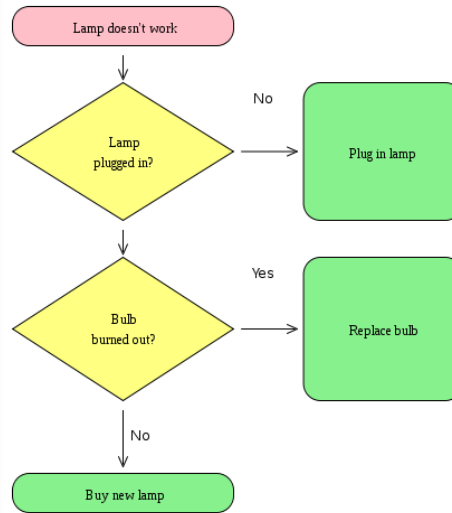 Lamp doesn't work
Lamp
plugged in?
No
Plug in lamp
Bulb
burned out?
Yes
Replace bulb
No
Buy new lamp